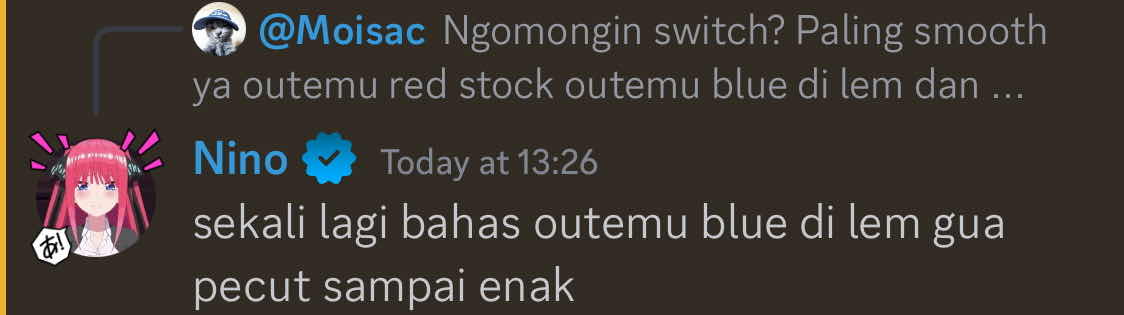 @Moisac Ngomongin switch? Paling smooth
ya outemu red stock outemu blue di lem dan ...
Nino Today at 13:26
あ!
sekali lagi bahas outemu blue di lem gua
pecut sampai enak